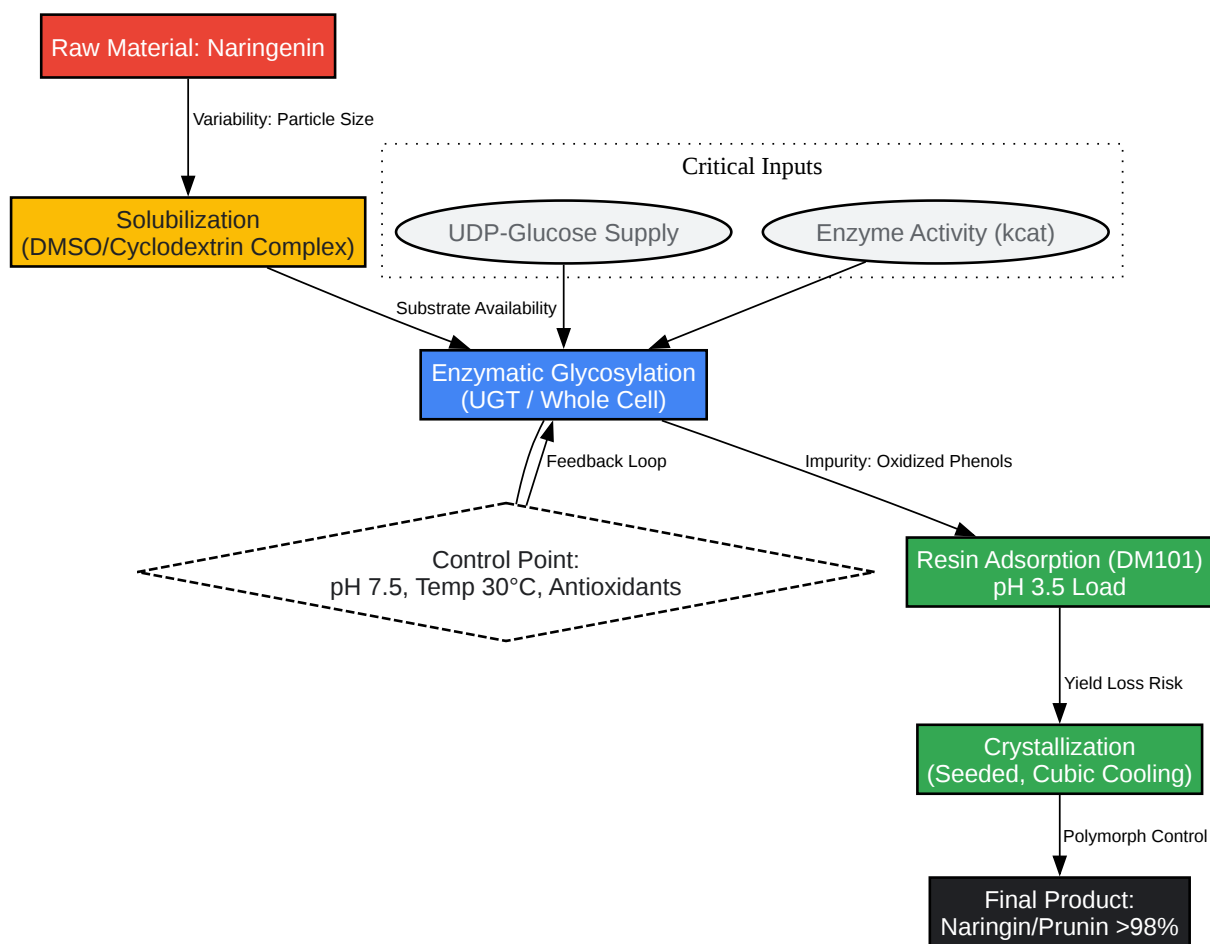 Raw Material: Naringenin
Variability: Particle Size
Critical Inputs
Solubilization
(DMSO/Cyclodextrin Complex)
UDP-Glucose Supply
Enzyme Activity (kcat)
Substrate Availability
Enzymatic Glycosylation
(UGT / Whole Cell)
Feedback Loop
Impurity: Oxidized Phenols
Control Point:
pH 7.5, Temp 30°C, Antioxidants
Resin Adsorption (DM101)
pH 3.5 Load
Yield Loss Risk
Crystallization
(Seeded, Cubic Cooling)
Polymorph Control
Final Product:
Naringin/Prunin >98%